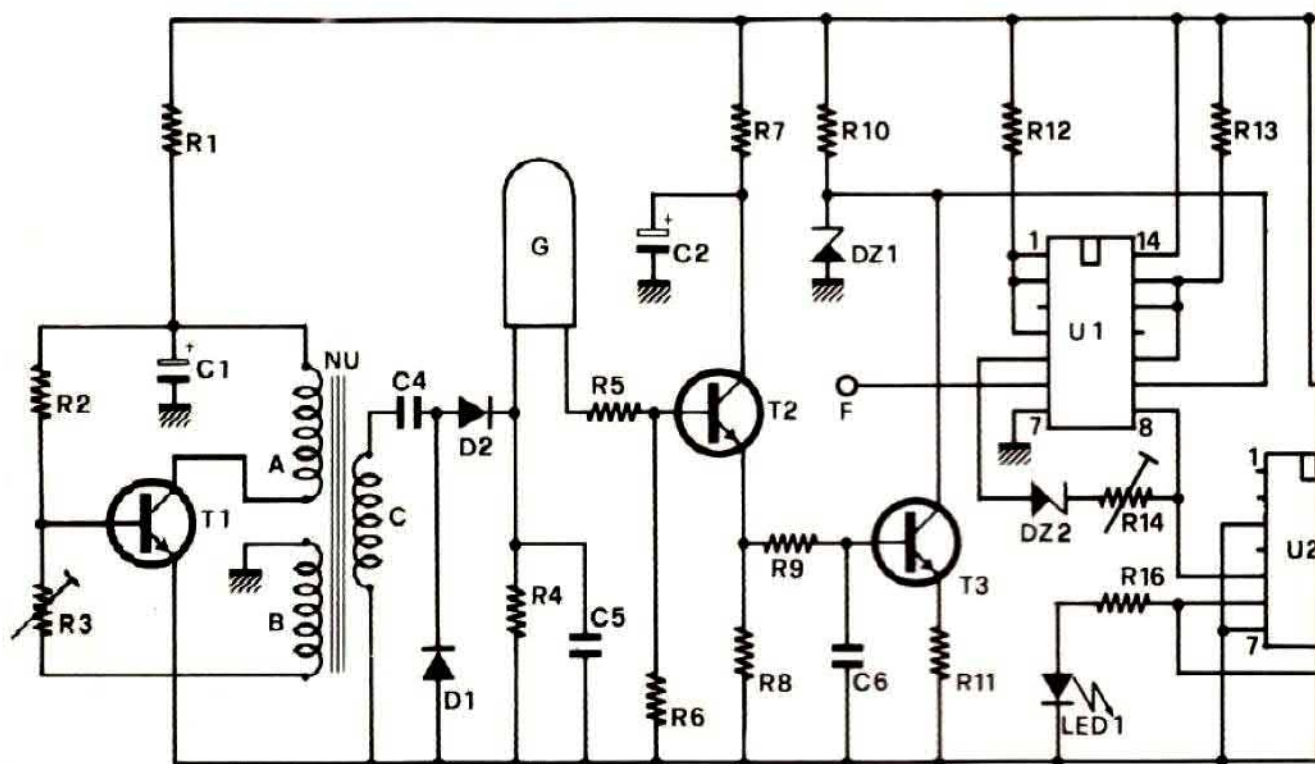 R1
R7
R10
R12
R13
G
+
C2
DZ1
1
14
U1
+
C1
NU
C4
R2
R5
T2
F
7
8
A
D2
T1
C
DZ2
R14
1
U2
R9
T3
R16
R3
B
R4
C5
R8
C6
R11
7
D1
R6
LED1